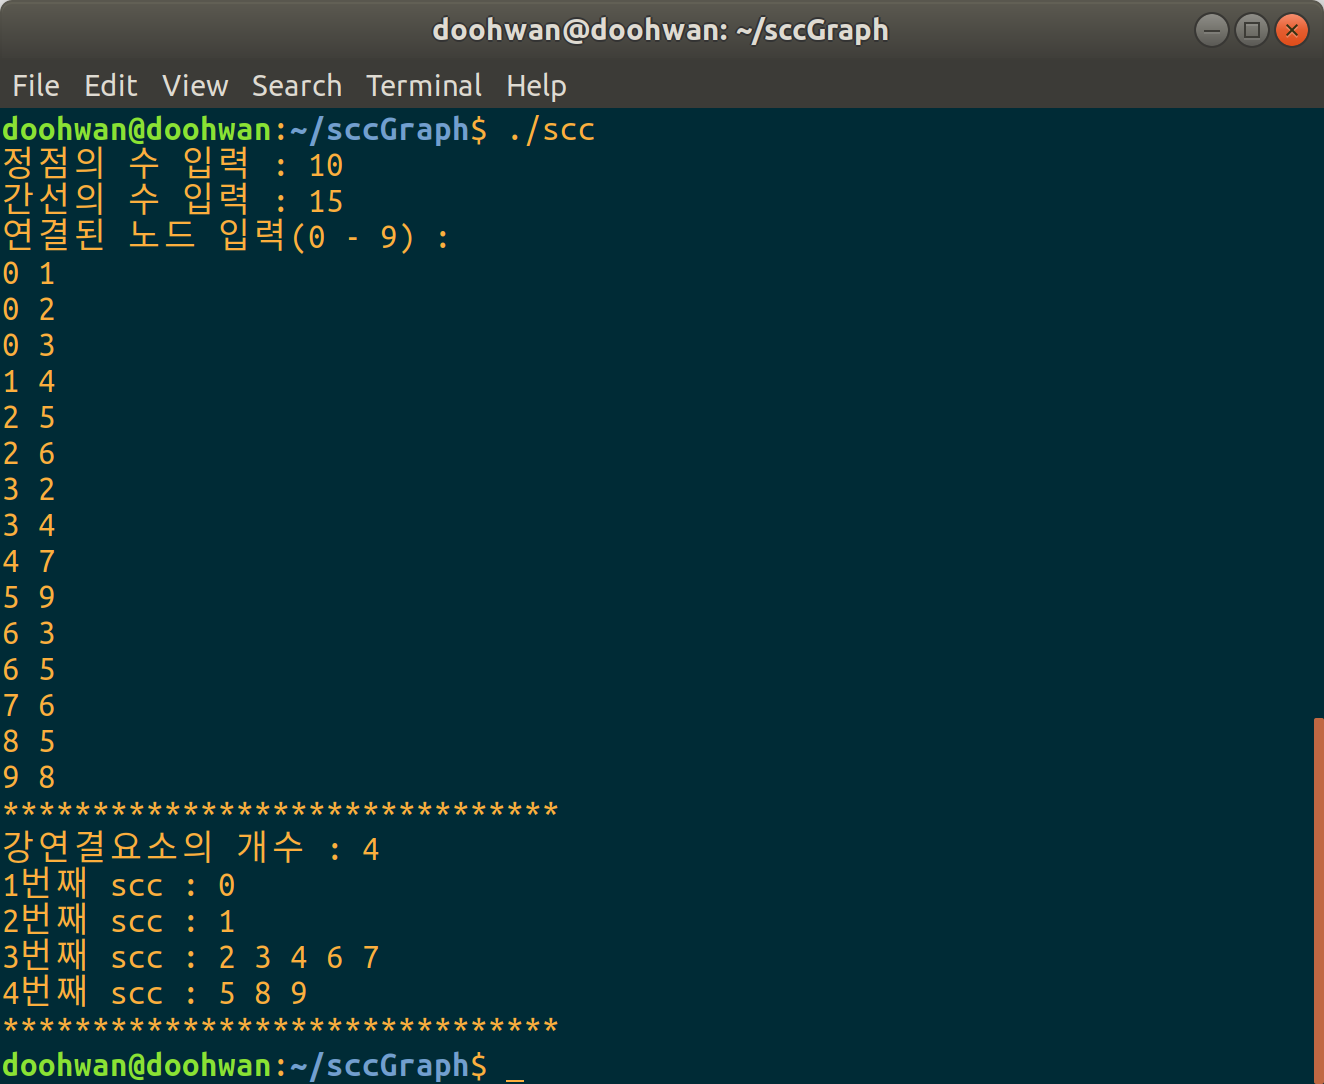 doohwan@doohwan: ~/sccGraph
File Edit View Search Terminal Help
doohwan@doohwan:~/sccGraph$ ./scc
정점의 수 입력 : 10
간선의 수 입력 : 15
연결된 노드 입력(0 - 9) :
0 1
0 2
0 3
1 4
2 5
2 6
3 2
3 4
4 7
5 9
6 3
6 5
7 6
8 5
9 8
*******************************
강연결요소의 개수 : 4
1번째 scc : 0
2번째 scc : 1
3번째 scc : 2 3 4 6 7
4번째 scc : 5 8 9
*******************************
doohwan@doohwan:~/sccGraph$ _